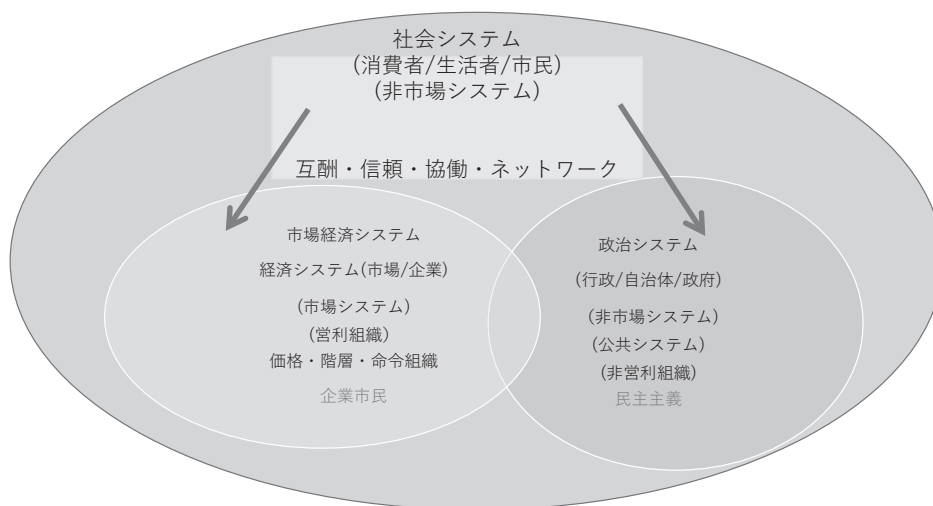 社会システム
(消費者/生活者/市民)
(非市場システム)
互酬・信頼・協働・ネットワーク
市場経済システム
経済システム(市場/企業)
(市場システム)
(営利組織)
価格・階層・命令組織
企業市民
政治システム
(行政/自治体/政府)
(非市場システム)
(公共システム)
(非営利組織)
民主主義